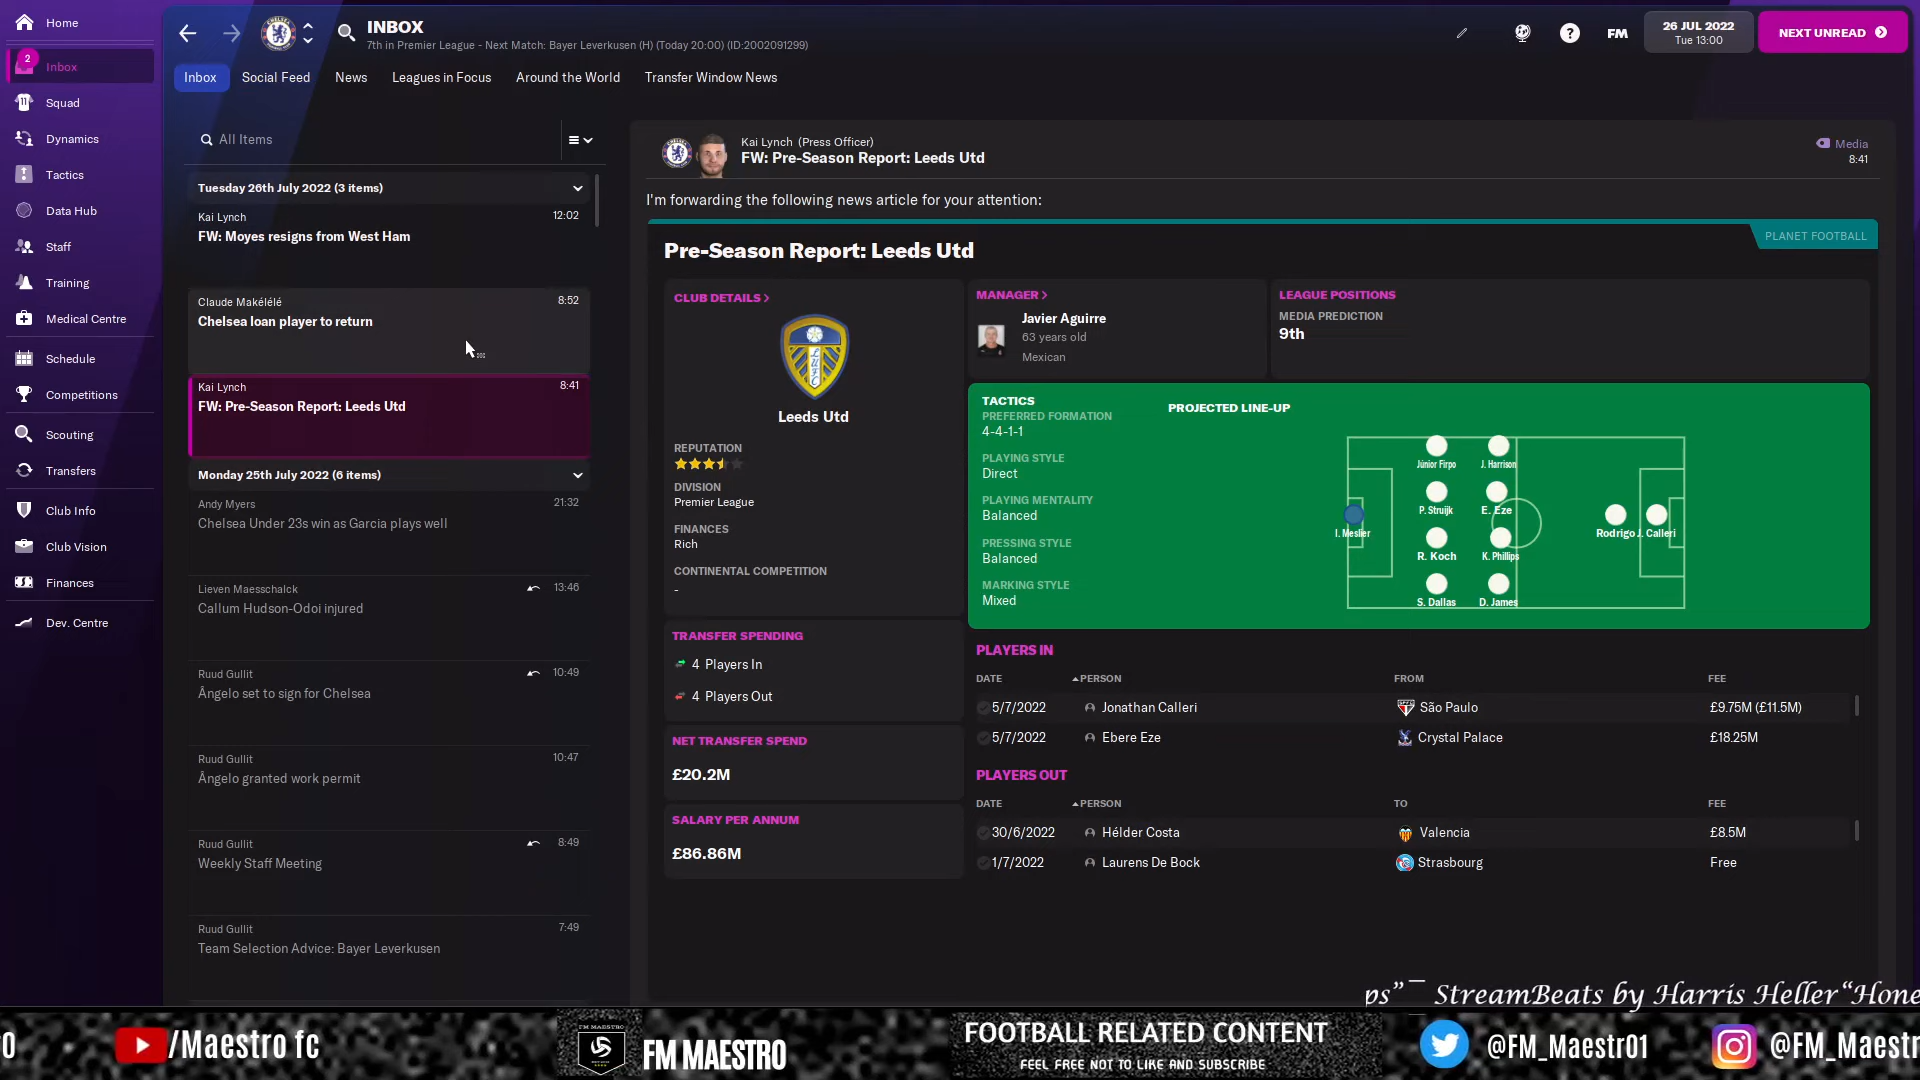 Home
2
Inbox
Squad
Dynamics
Tactics
Data Hub
Staff
Training
Medical Centre
Schedule
Competitions
Scouting
Transfers
Club Info
Club Vision
Finances
Dev. Centre
INBOX
7th in Premier League - Next Match: Bayer Leverkusen (H) (Today 20:00) (ID:2002091299)
FM
26 JUL 2022
Tue 13:00
NEXT UNREAD
Inbox Social Feed News Leagues in Focus Around the World Transfer Window News
All Items
Tuesday 26th July 2022 (3 items)
Kai Lynch 12:02
FW: Moyes resigns from West Ham
Claude Makélélé 8:52
Chelsea loan player to return
Kai Lynch 8:41
FW: Pre-Season Report: Leeds Utd
Monday 25th July 2022 (6 items)
Andy Myers 21:32
Chelsea Under 23s win as Garcia plays well
Lieven Maesschalck 13:46
Callum Hudson-Odoi injured
Ruud Gullit 10:49
Ângelo set to sign for Chelsea
Ruud Gullit 10:47
Ângelo granted work permit
Ruud Gullit 8:49
Weekly Staff Meeting
Ruud Gullit 7:49
Team Selection Advice: Bayer Leverkusen
Kai Lynch (Press Officer)
FW: Pre-Season Report: Leeds Utd
Media
8:41
I'm forwarding the following news article for your attention:
PLANET FOOTBALL
Pre-Season Report: Leeds Utd
CLUB DETAILS >
Leeds Utd
REPUTATION
DIVISION
Premier League
FINANCES
Rich
CONTINENTAL COMPETITION
-
MANAGER >
Javier Aguirre
63 years old
Mexican
LEAGUE POSITIONS
MEDIA PREDICTION
9th
TACTICS
PREFERRED FORMATION
4-4-1-1
PLAYING STYLE
Direct
PLAYING MENTALITY
Balanced
PRESSING STYLE
Balanced
MARKING STYLE
Mixed
PROJECTED LINE-UP
Júnior Firpo J. Harrison
P. Struijk E. Eze
I. Meslier Rodrigo J. Calleri
R. Koch K. Phillips
S. Dallas D. James
TRANSFER SPENDING
4 Players In
4 Players Out
NET TRANSFER SPEND
£20.2M
SALARY PER ANNUM
£86.86M
PLAYERS IN
DATE PERSON FROM FEE
5/7/2022 Jonathan Calleri São Paulo £9.75M (£11.5M)
5/7/2022 Ebere Eze Crystal Palace £18.25M
PLAYERS OUT
DATE PERSON TO FEE
30/6/2022 Hélder Costa Valencia £8.5M
1/7/2022 Laurens De Bock Strasbourg Free
ps” ¯ StreamBeats by Harris Heller“Hone
/Maestro fc
FM MAESTRO
FM MAESTRO
FOOTBALL RELATED CONTENT
FEEL FREE NOT TO LIKE AND SUBSCRIBE
@FM_Maestr01
@FM_Maestr